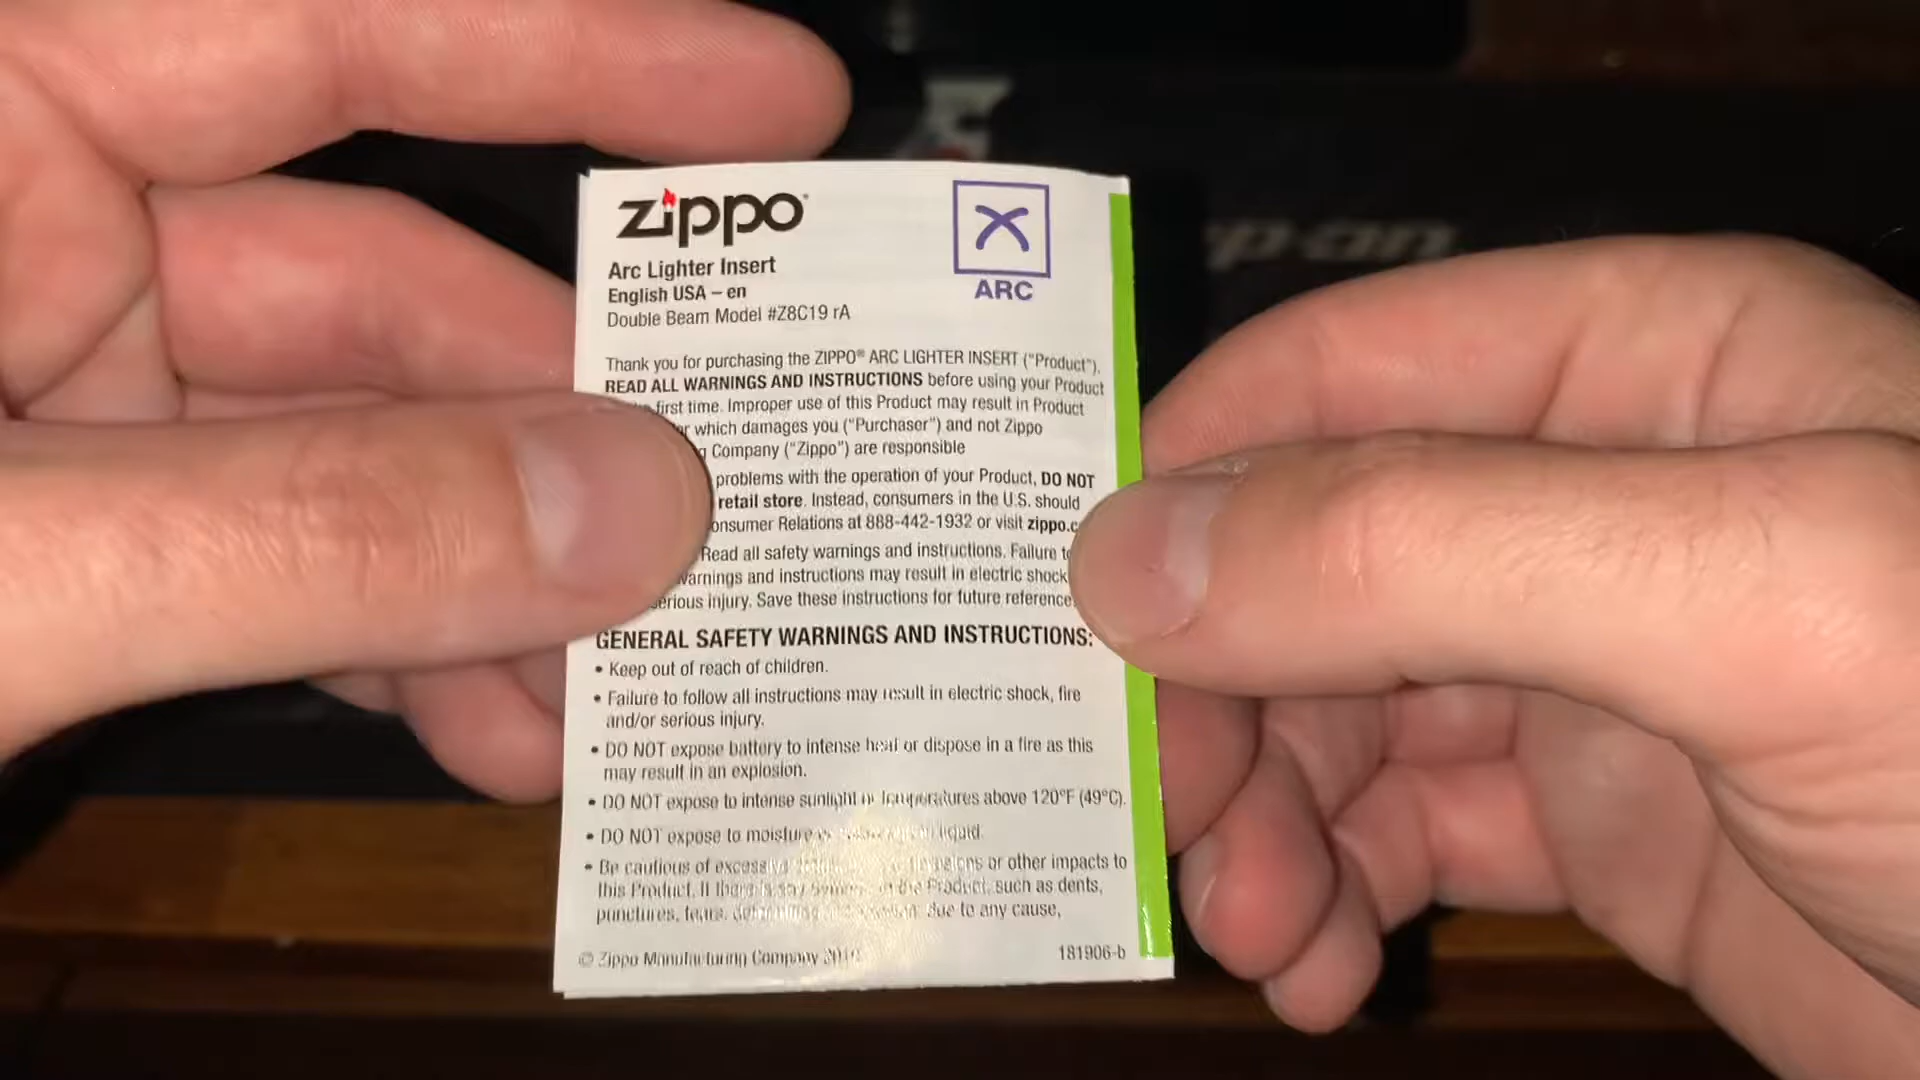 zippo
ARC
Arc Lighter Insert
English USA – en
Double Beam Model #Z8C19 rA
Thank you for purchasing the ZIPPO® ARC LIGHTER INSERT ("Product").
READ ALL WARNINGS AND INSTRUCTIONS before using your Product
first time. Improper use of this Product may result in Product
which damages you ("Purchaser") and not Zippo
Company ("Zippo") are responsible
problems with the operation of your Product, DO NOT
retail store. Instead, consumers in the U.S. should
Relations at 888-442-1932 or visit
Read all safety warnings and instructions. Failure
warnings and instructions may result in electric shock
serious injury. Save these instructions for future reference.
GENERAL SAFETY WARNINGS AND INSTRUCTIONS:
• Keep out of reach of children.
• Failure to follow all instructions may result in electric shock, fire
and/or serious injury.
• DO NOT expose battery to intense heat or dispose in a fire as this
may result in an explosion.
• DO NOT expose to intense sunlight or temperatures above 120°F (49°C).
• DO NOT expose to moisture liquid.
• Be cautious of or other impacts to
this Product. If the Product, such as dents,
punctures, tears, due to any cause,
© Zippo Manufacturing Company
181906-b
snap-on